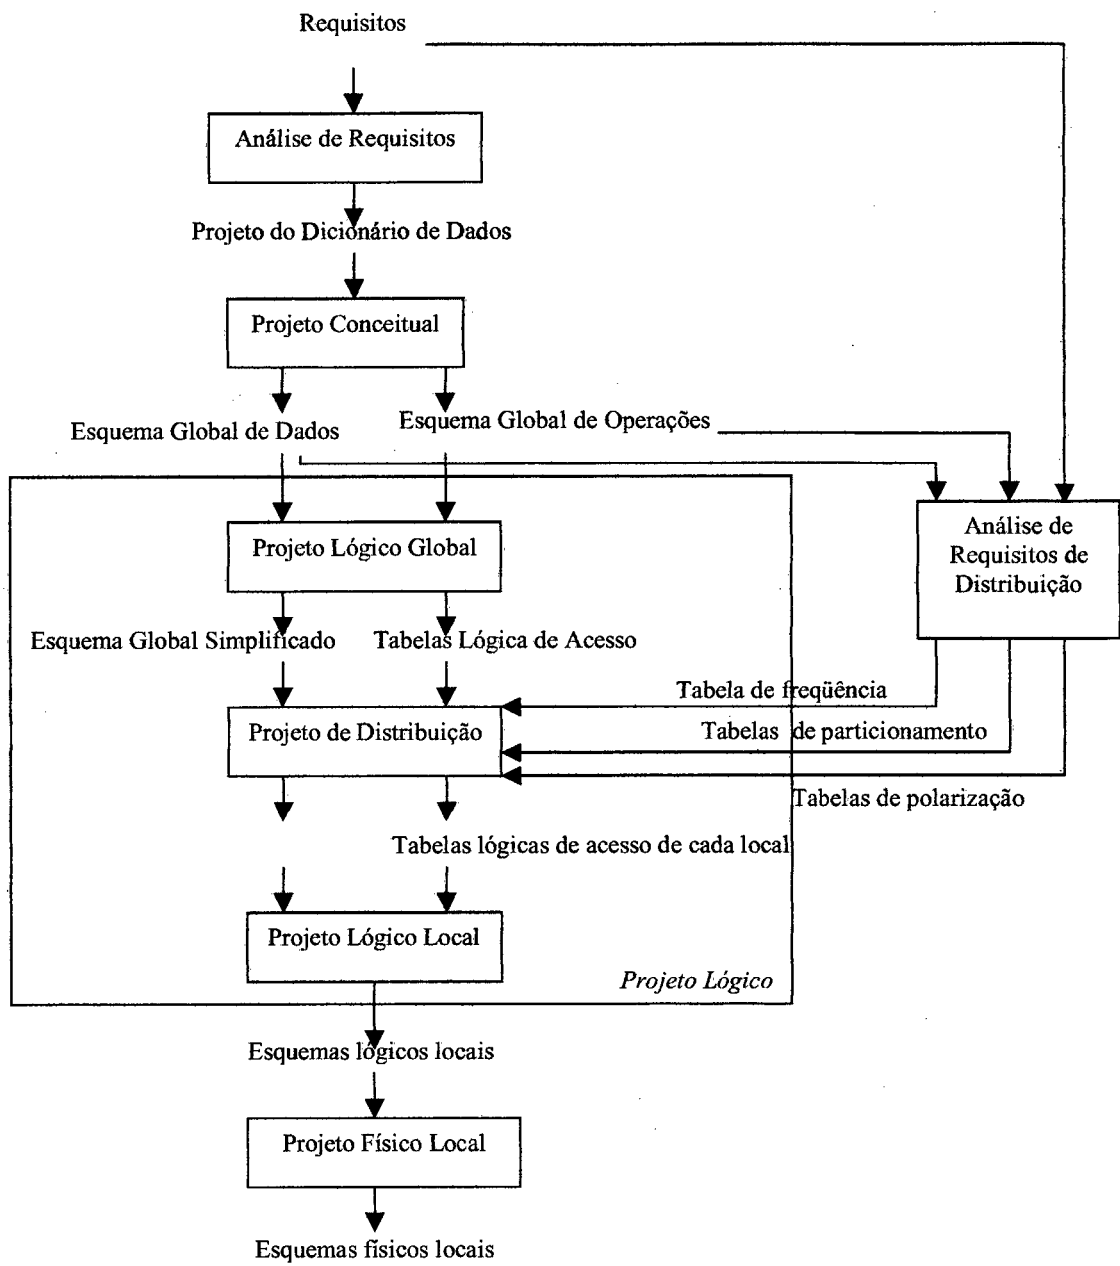 Requisitos
Análise de Requisitos
Projeto do Dicionário de Dados
Projeto Conceitual
Esquema Global de Dados
Esquema Global de Operações
Projeto Lógico Global
Análise de
Requisitos de
Distribuição
Esquema Global Simplificado
Tabelas Lógica de Acesso
Tabela de freqüência
Projeto de Distribuição
Tabelas de particionamento
Tabelas de polarização
Tabelas lógicas de acesso de cada local
Projeto Lógico Local
Projeto Lógico
Esquemas lógicos locais
Projeto Físico Local
Esquemas físicos locais